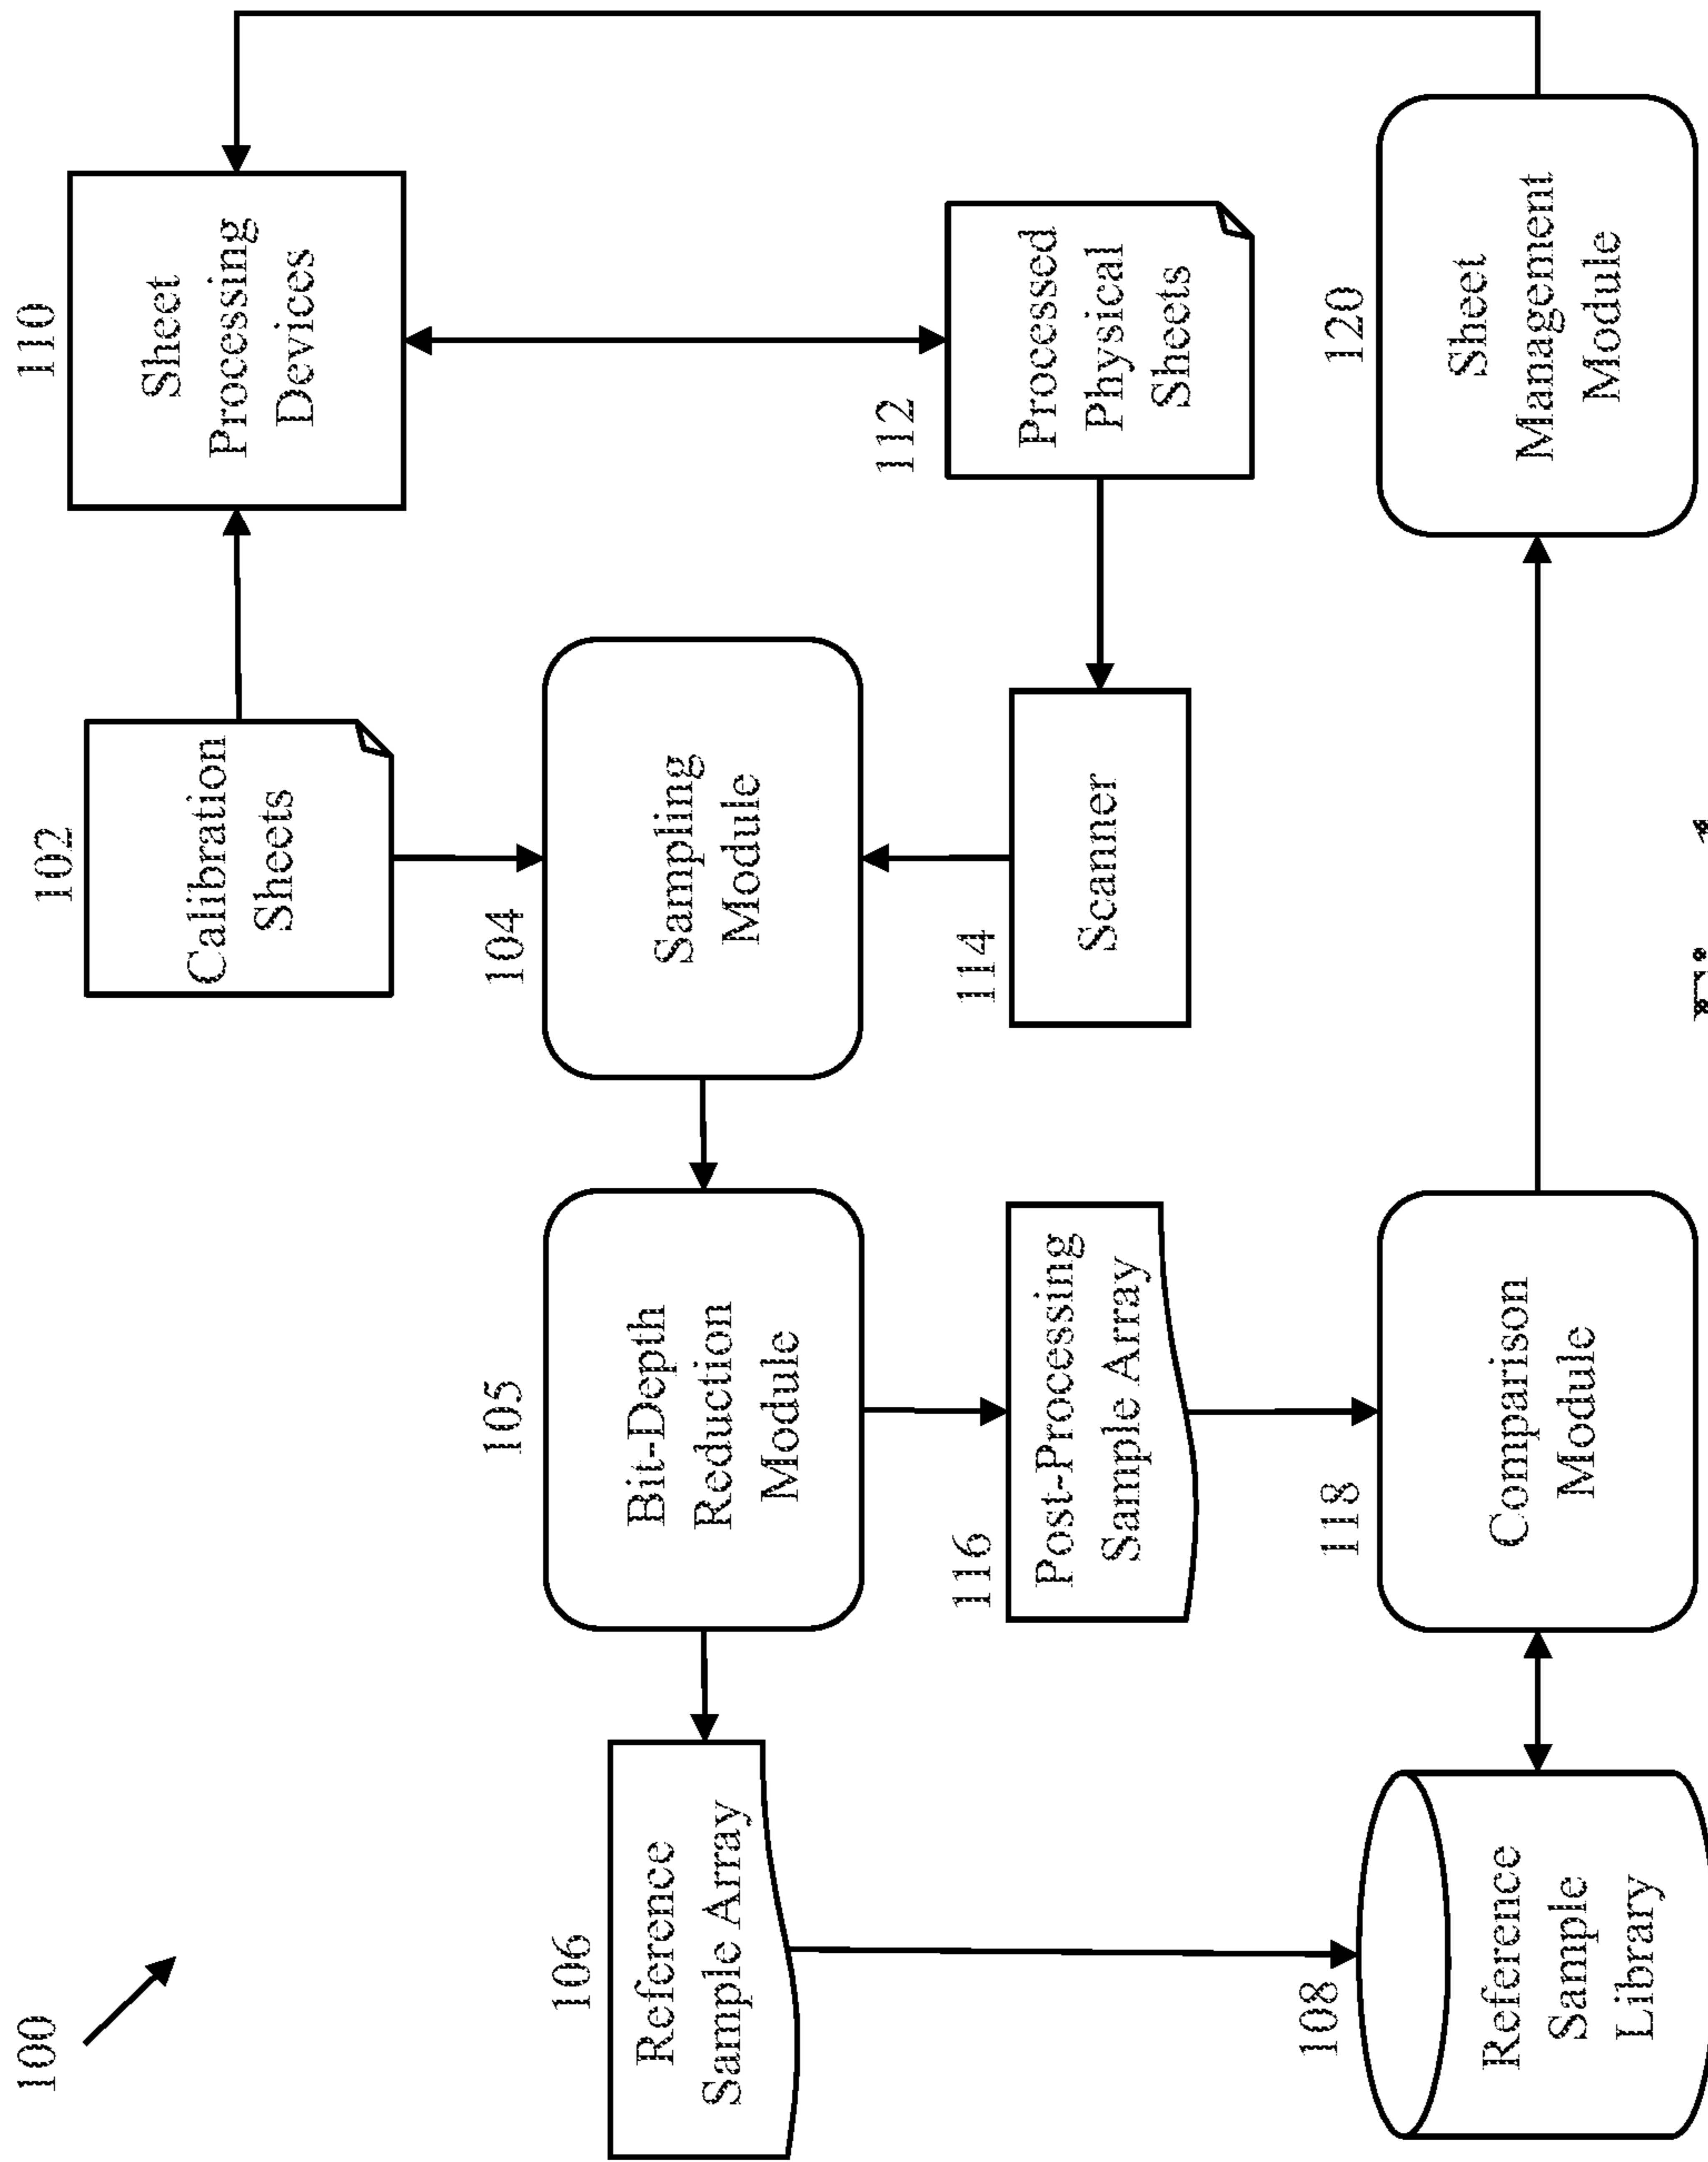 100
102
Calibration
Sheets
110
Sheet
Processing
Devices
106
Reference
Sample Array
105
Bit-Depth
Reduction
Module
104
Sampling
Module
116
Post-Processing
Sample Array
114
Scanner
112
Processed
Physical
Sheets
108
Reference
Sample
Library
118
Comparison
Module
120
Sheet
Management
Module